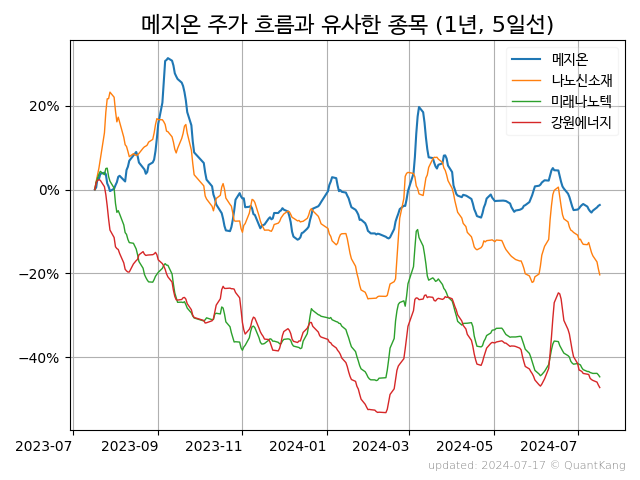 메지온 주가 흐름과 유사한 종목 (1년, 5일선)
메지온
나노신소재
미래나노텍
강원에너지
20%
0%
−20%
−40%
2023-07
2023-09
2023-11
2024-01
2024-03
2024-05
2024-07
updated: 2024-07-17 © QuantKang